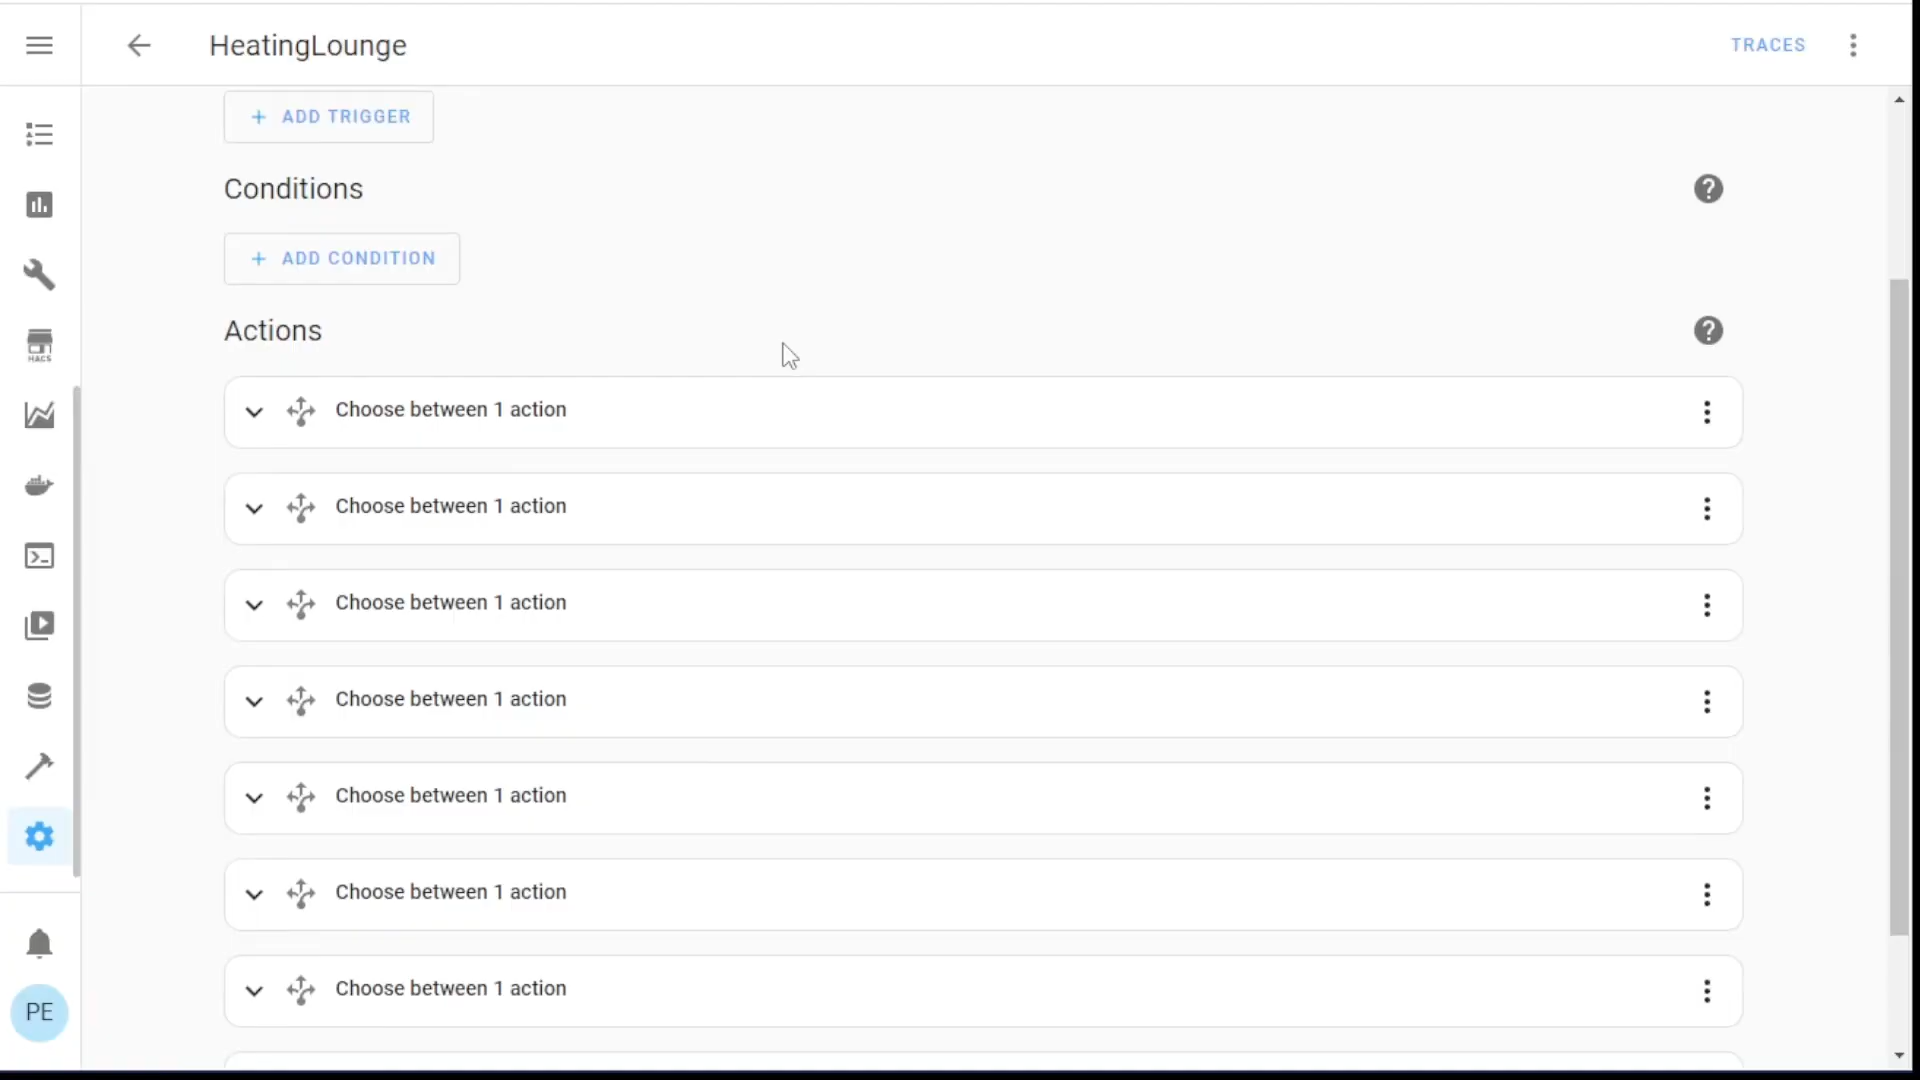 HeatingLounge
TRACES
+ ADD TRIGGER
Conditions
+ ADD CONDITION
Actions
Choose between 1 action
Choose between 1 action
HACS
Choose between 1 action
Choose between 1 action
Choose between 1 action
Choose between 1 action
Choose between 1 action
PE